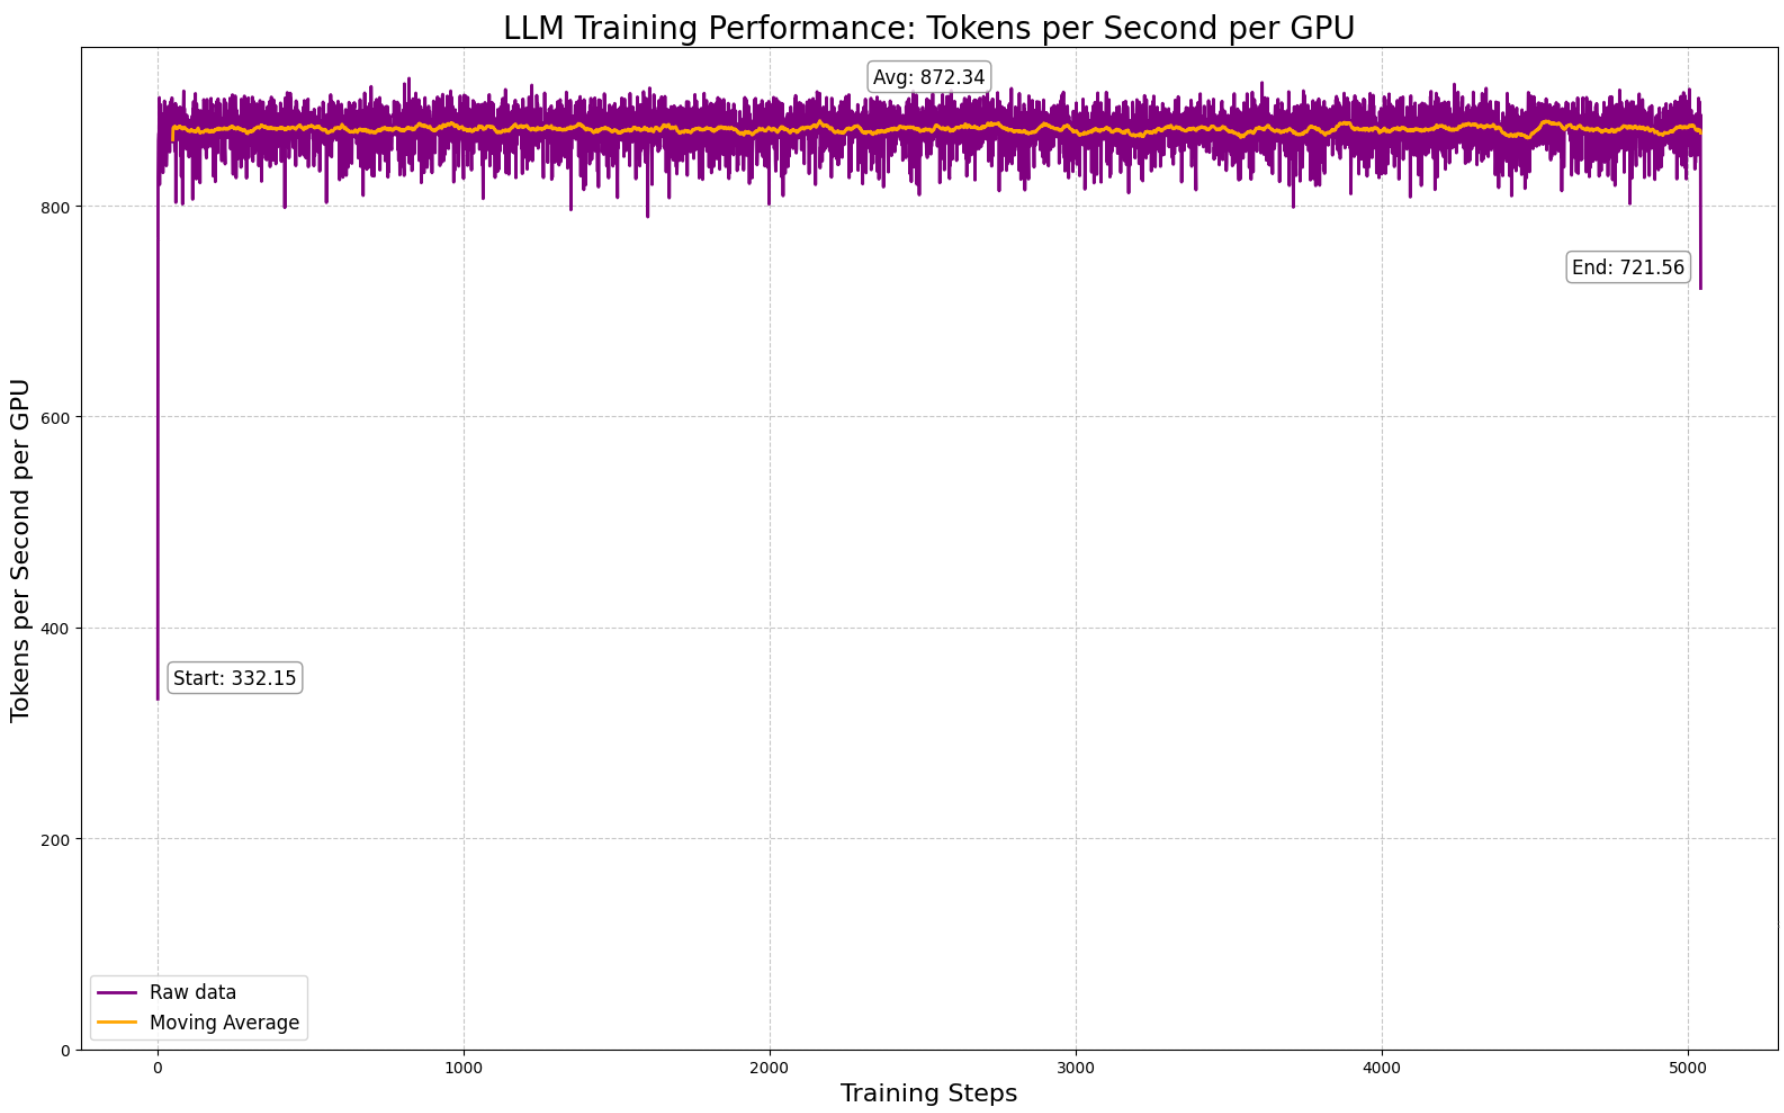 LLM Training Performance: Tokens per Second per GPU
Avg: 872.34
800
End: 721.56
600
Tokens per Second per GPU
400
Start: 332.15
200
Raw data
Moving Average
0
0 1000 2000 3000 4000 5000
Training Steps